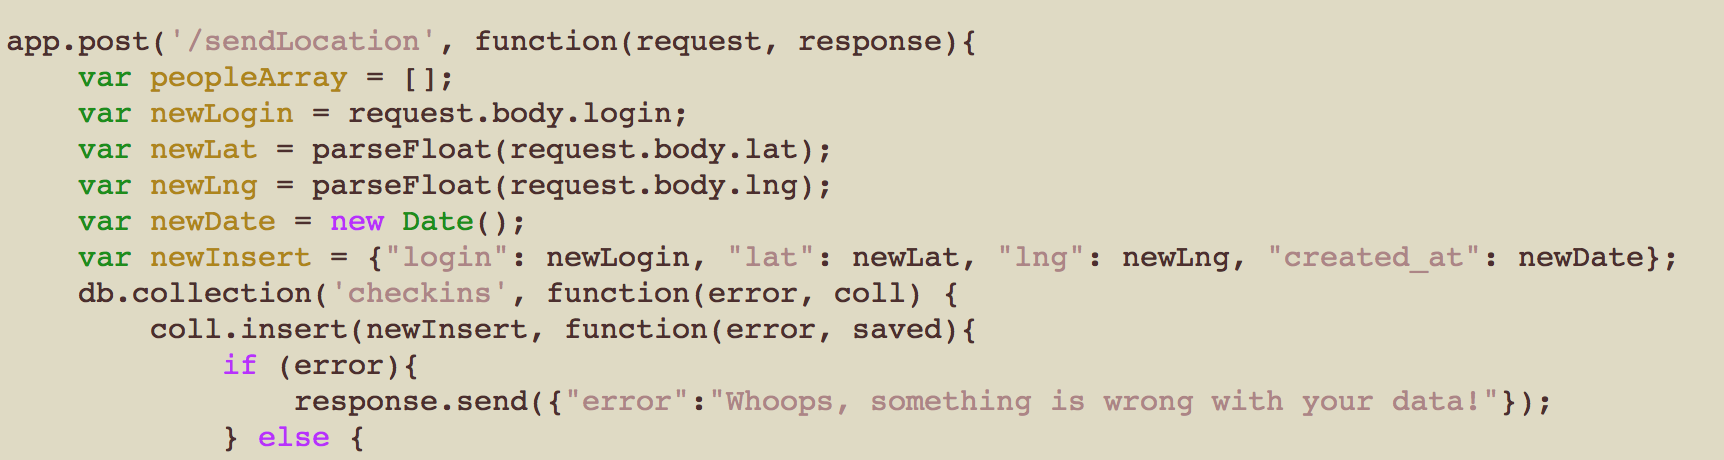 app.post('/sendLocation', function(request, response){
    var peopleArray = [];
    var newLogin = request.body.login;
    var newLat = parseFloat(request.body.lat);
    var newLng = parseFloat(request.body.lng);
    var newDate = new Date();
    var newInsert = {"login": newLogin, "lat": newLat, "lng": newLng, "created_at": newDate};
    db.collection('checkins', function(error, coll) {
        coll.insert(newInsert, function(error, saved){
            if (error){
                response.send({"error":"Whoops, something is wrong with your data!"});
            } else {